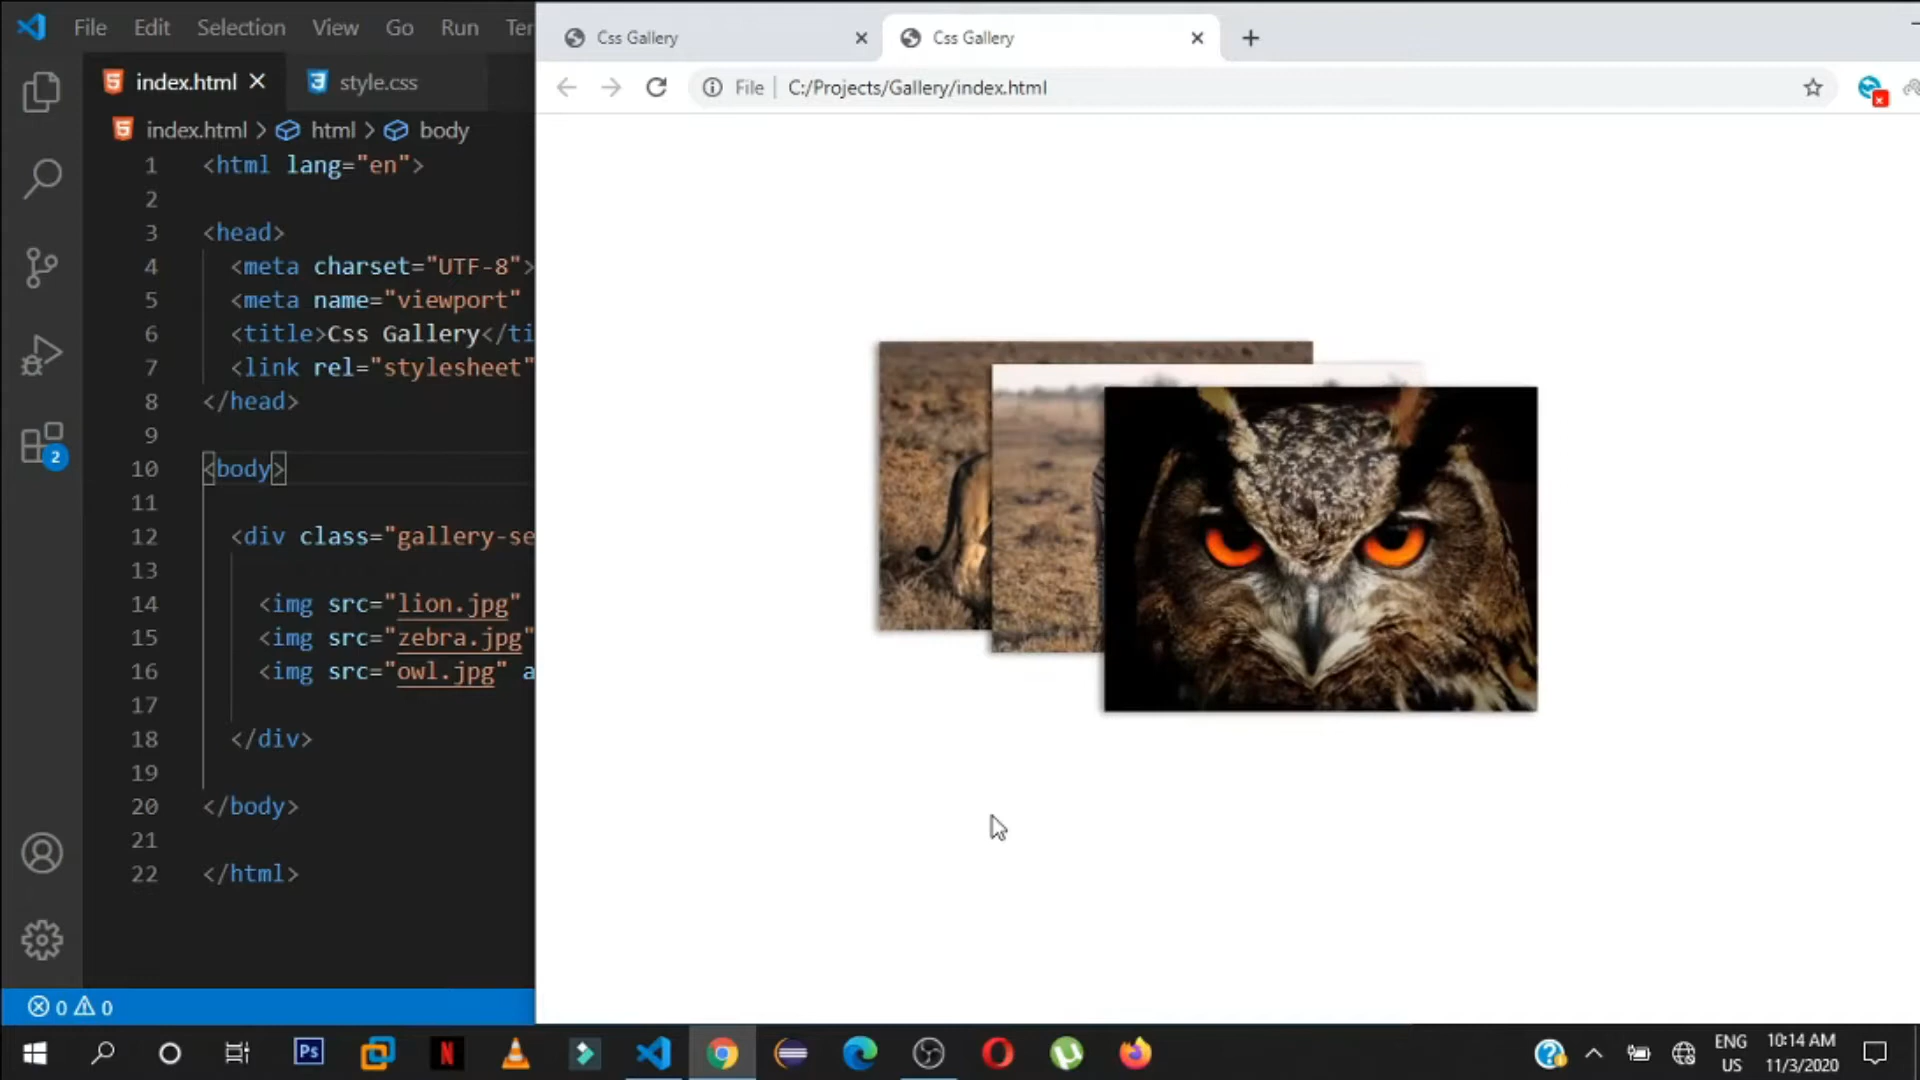 File Edit Selection View Go Run Ter
index.html style.css
index.html > html > body
1 <html lang="en">
2
3 <head>
4 <meta charset="UTF-8">
5 <meta name="viewport"
6 <title>Css Gallery</ti
7 <link rel="stylesheet"
8 </head>
9
10 <body>
11
12 <div class="gallery-se
13
14 <img src="lion.jpg"
15 <img src="zebra.jpg"
16 <img src="owl.jpg" a
17
18 </div>
19
20 </body>
21
22 </html>
2
0 0
Css Gallery
Css Gallery
File C:/Projects/Gallery/index.html
Ps
N
ENG
US
10:14 AM
11/3/2020